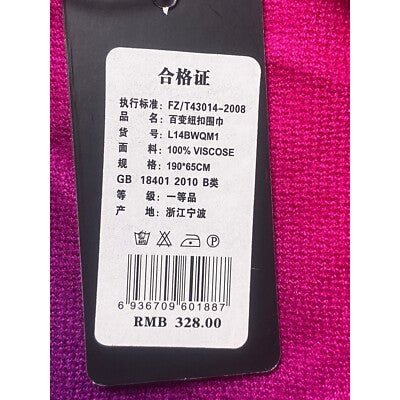 合格证
执行标准: FZ/T43014-2008
品 名: 百变纽扣围巾
货 号: L14BWQM1
面 料: 100% VISCOSE
规 格: 190*65CM
GB 18401 2010 B类
等 级: 一等品
产 地: 浙江宁波
P
6 936709 601887
RMB 328.00